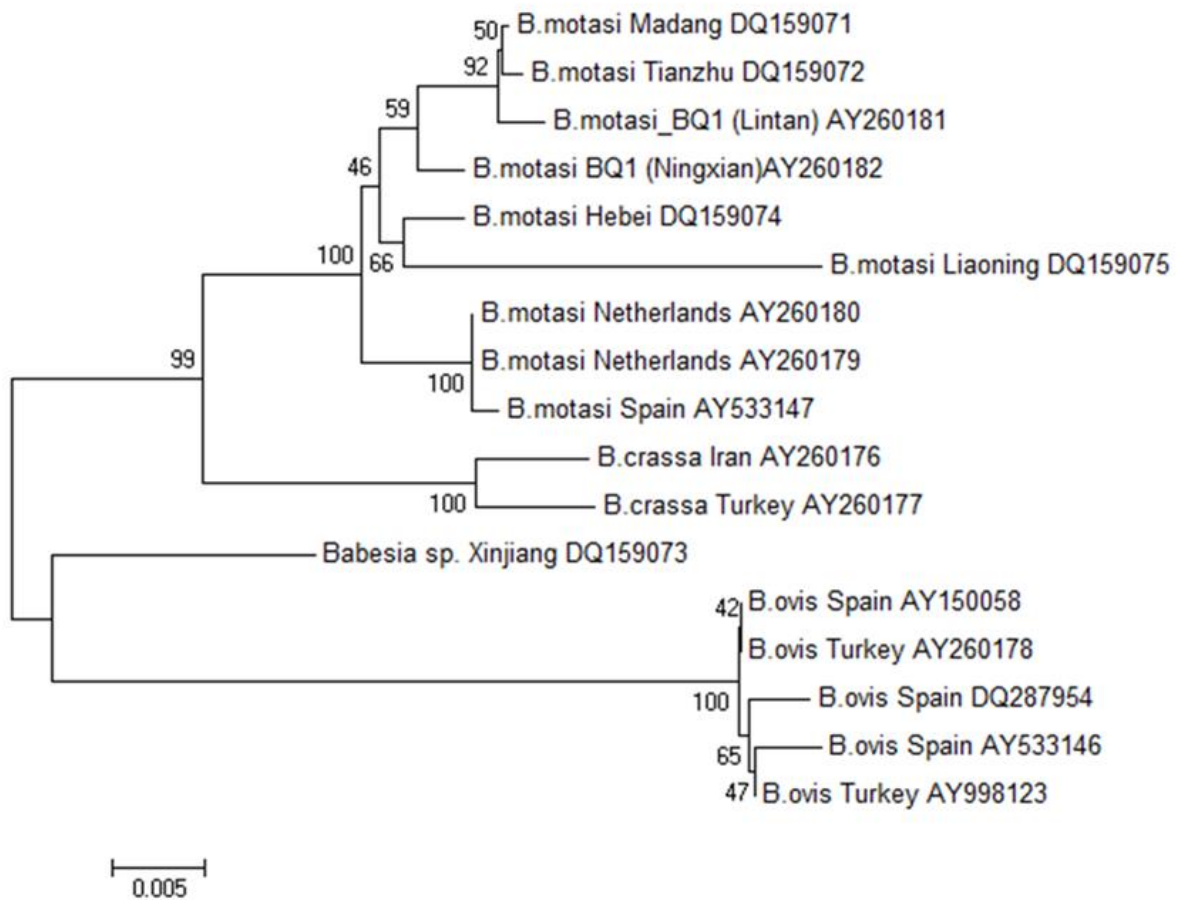 50
B.motasi Madang DQ159071
92
B.motasi Tianzhu DQ159072
59
B.motasi_BQ1 (Lintan) AY260181
46
B.motasi BQ1 (Ningxian)AY260182
B.motasi Hebei DQ159074
100
66
B.motasi Liaoning DQ159075
B.motasi Netherlands AY260180
99
B.motasi Netherlands AY260179
100
B.motasi Spain AY533147
B.crassa Iran AY260176
100
B.crassa Turkey AY260177
Babesia sp. Xinjiang DQ159073
42
B.ovis Spain AY150058
B.ovis Turkey AY260178
100
B.ovis Spain DQ287954
65
B.ovis Spain AY533146
47
B.ovis Turkey AY998123
0.005